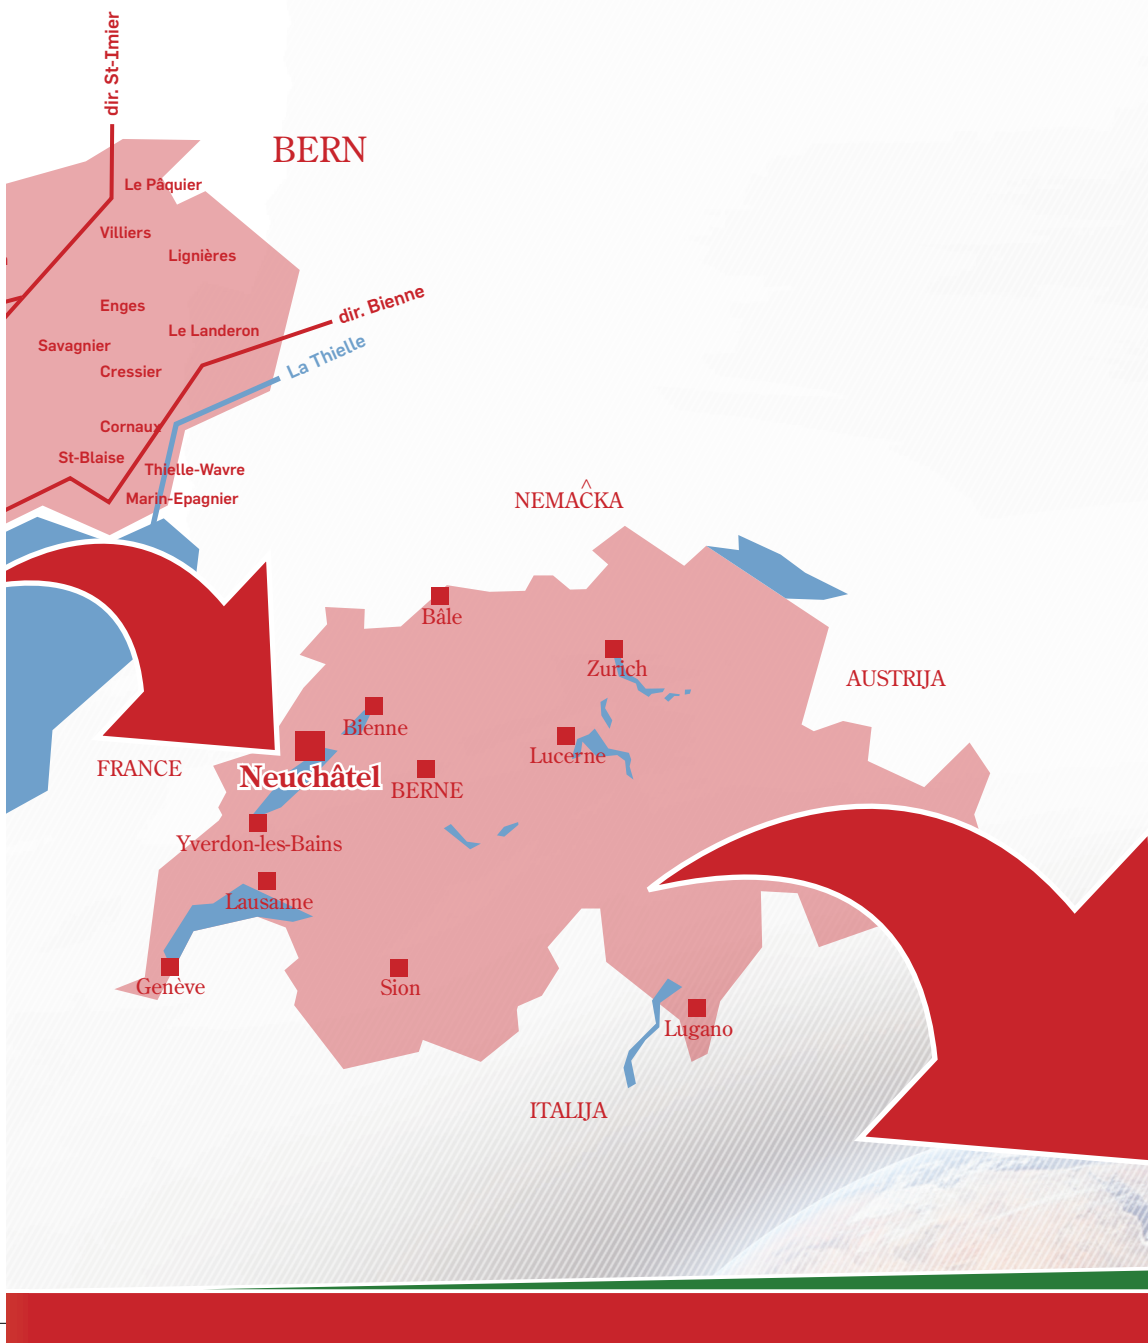 dir. St-Imier
BERN
Le Pâquier
Villiers
Lignières
Enges
dir. Bienne
Le Landeron
La Thielle
Savagnier
Cressier
Cornaux
St-Blaise
Thielle-Wavre
Marin-Epagnier
NEMAĈKA
Bâle
Zurich
AUSTRIJA
Bienne
Lucerne
FRANCE
Neuchâtel
BERNE
Yverdon-les-Bains
Lausanne
Genève
Sion
Lugano
ITALIJA